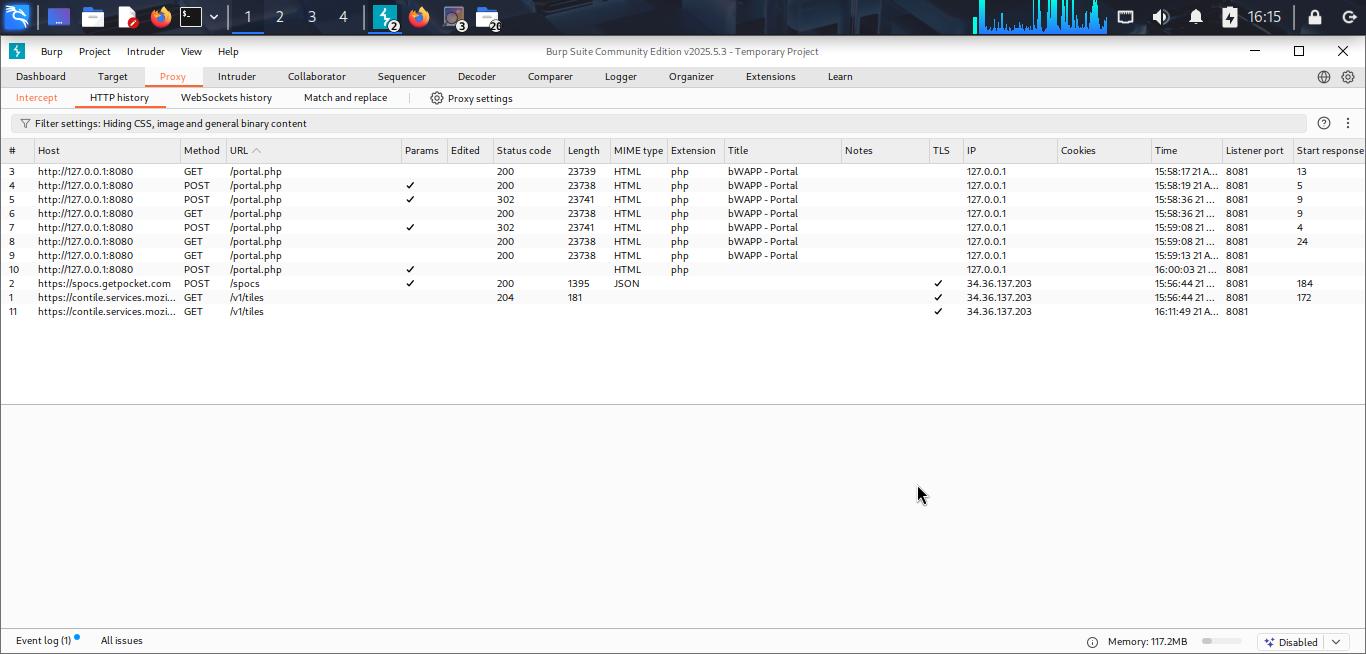 1 2 3 4 2 3 20 16:15
Burp Project Intruder View Help Burp Suite Community Edition v2025.5.3 - Temporary Project
Dashboard Target Proxy Intruder Collaborator Sequencer Decoder Comparer Logger Organizer Extensions Learn
Intercept HTTP history WebSockets history Match and replace Proxy settings
Filter settings: Hiding CSS, image and general binary content
# Host Method URL Params Edited Status code Length MIME type Extension Title Notes TLS IP Cookies Time Listener port Start response
3 http://127.0.0.1:8080 GET /portal.php 200 23739 HTML php bWAPP - Portal 127.0.0.1 15:58:17 21 A... 8081 13
4 http://127.0.0.1:8080 POST /portal.php ✓ 200 23738 HTML php bWAPP - Portal 127.0.0.1 15:58:19 21 A... 8081 5
5 http://127.0.0.1:8080 POST /portal.php ✓ 302 23741 HTML php bWAPP - Portal 127.0.0.1 15:58:36 21 ... 8081 9
6 http://127.0.0.1:8080 GET /portal.php 200 23738 HTML php bWAPP - Portal 127.0.0.1 15:58:36 21 ... 8081 9
7 http://127.0.0.1:8080 POST /portal.php ✓ 302 23741 HTML php bWAPP - Portal 127.0.0.1 15:59:08 21 ... 8081 4
8 http://127.0.0.1:8080 GET /portal.php 200 23738 HTML php bWAPP - Portal 127.0.0.1 15:59:08 21 ... 8081 24
9 http://127.0.0.1:8080 GET /portal.php 200 23738 HTML php bWAPP - Portal 127.0.0.1 15:59:13 21 A... 8081
10 http://127.0.0.1:8080 POST /portal.php ✓ HTML php 127.0.0.1 16:00:03 21 ... 8081
2 https://spocs.getpocket.com POST /spocs ✓ 200 1395 JSON ✓ 34.36.137.203 15:56:44 21 ... 8081 184
1 https://contile.services.mozi... GET /v1/tiles 204 181 ✓ 34.36.137.203 15:56:44 21 ... 8081 172
11 https://contile.services.mozi... GET /v1/tiles ✓ 34.36.137.203 16:11:49 21 A... 8081
Event log (1) All issues Memory: 117.2MB Disabled